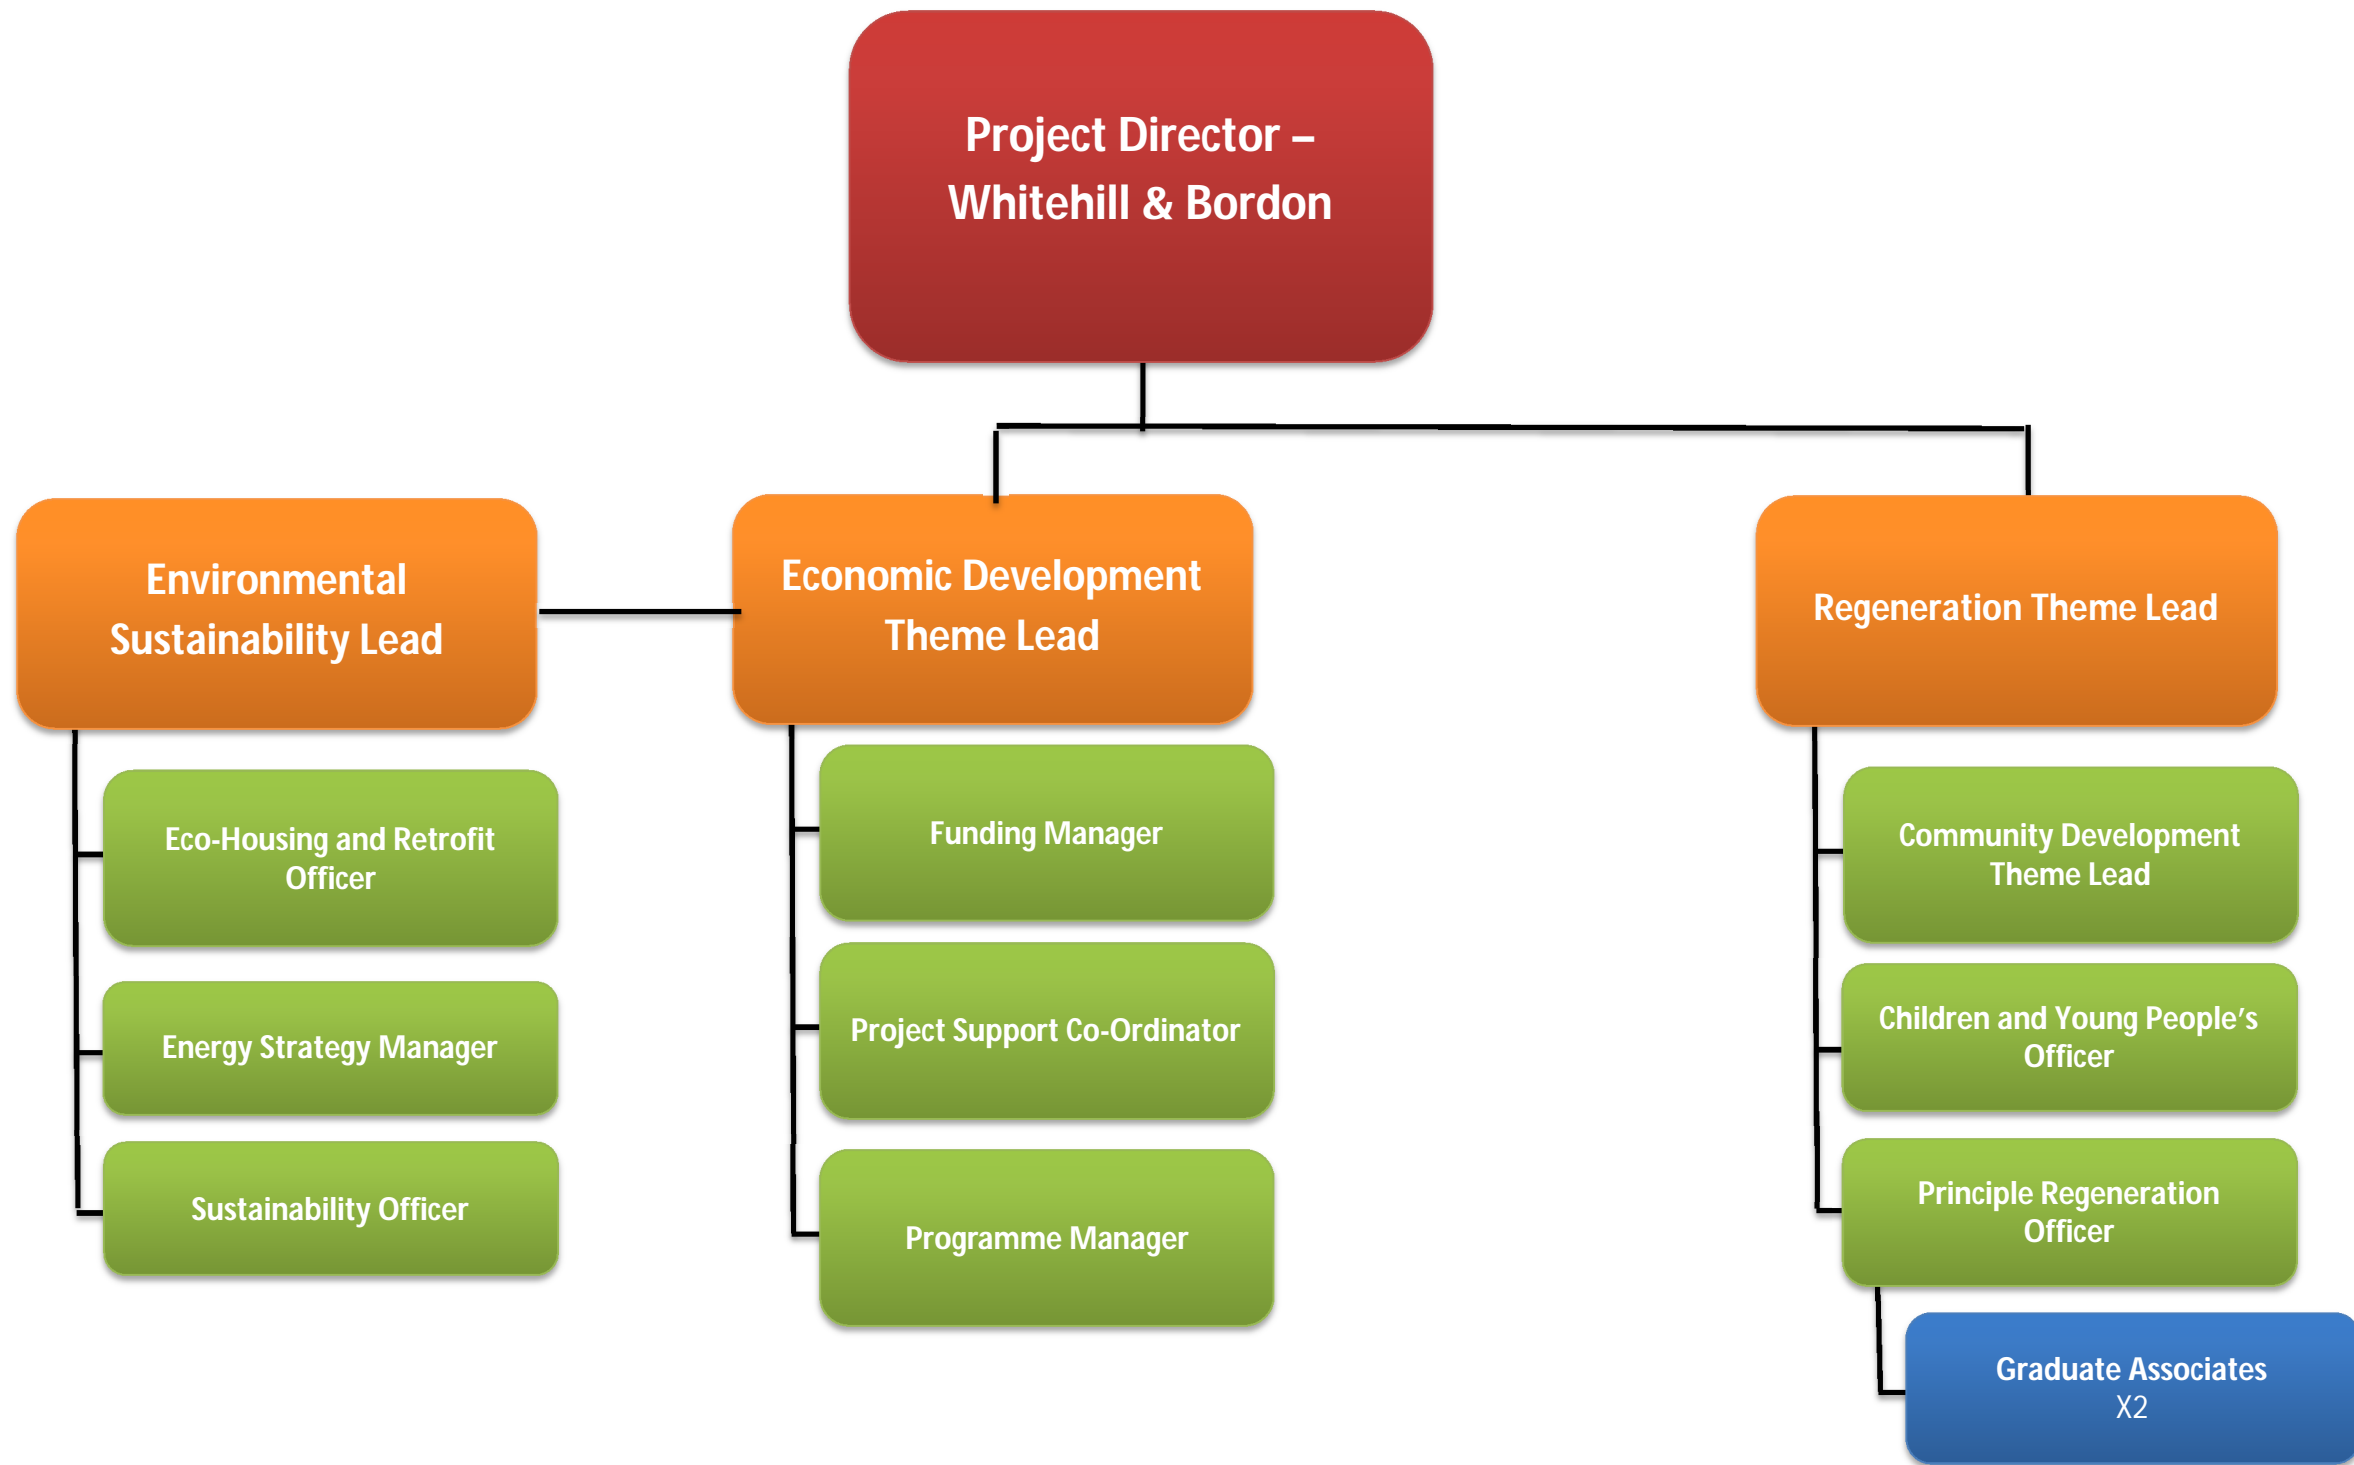 Project Director –
Whitehill & Bordon
Environmental
Sustainability Lead
Economic Development
Theme Lead
Regeneration Theme Lead
Eco-Housing and Retrofit
Officer
Energy Strategy Manager
Sustainability Officer
Funding Manager
Project Support Co-Ordinator
Programme Manager
Community Development
Theme Lead
Children and Young People's
Officer
Principle Regeneration
Officer
Graduate Associates
X2